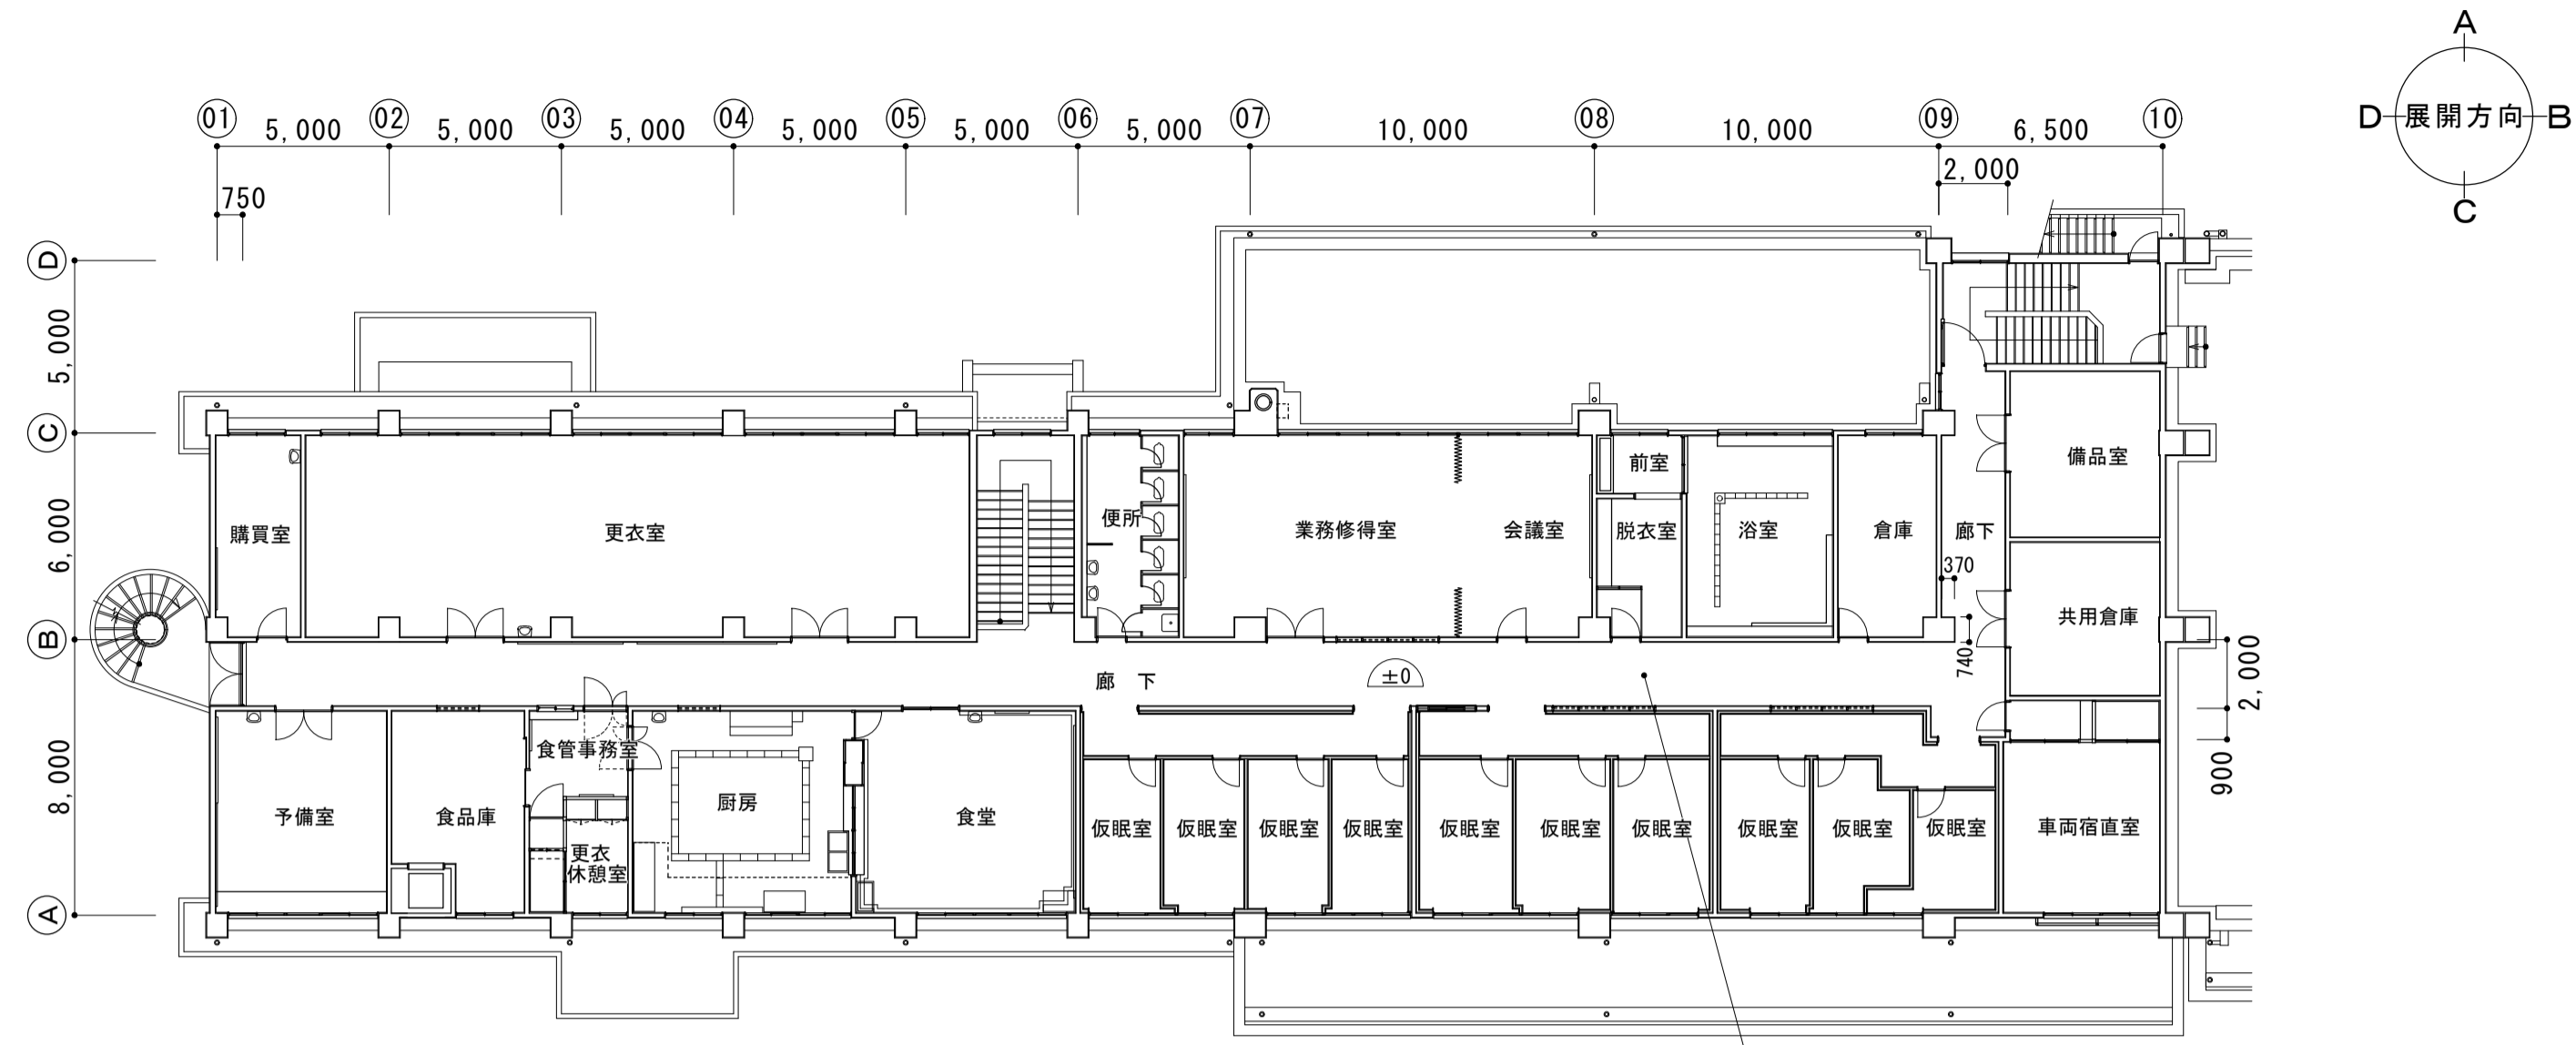 A
D 展開方向 B
C
01 02 03 04 05 06 07 08 09 10
5,000 5,000 5,000 5,000 5,000 5,000 10,000 10,000 6,500
750
2,000
D
5,000
C
6,000
B
8,000
A
購買室
更衣室
便所
業務修得室
会議室
前室
脱衣室
浴室
倉庫
廊下
370
740
備品室
共用倉庫
2,000
900
廊下
±0
予備室
食品庫
食管事務室
更衣
休憩室
厨房
食堂
仮眠室
仮眠室
仮眠室
仮眠室
仮眠室
仮眠室
仮眠室
仮眠室
仮眠室
仮眠室
車両宿直室